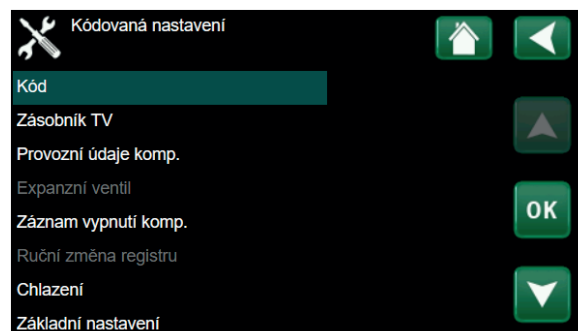 Kódovaná nastavení
Kód
Zásobník TV
Provozní údaje komp.
Expanzní ventil
Záznam vypnutí komp.
OK
Ruční změna registru
Chlazení
Základní nastavení